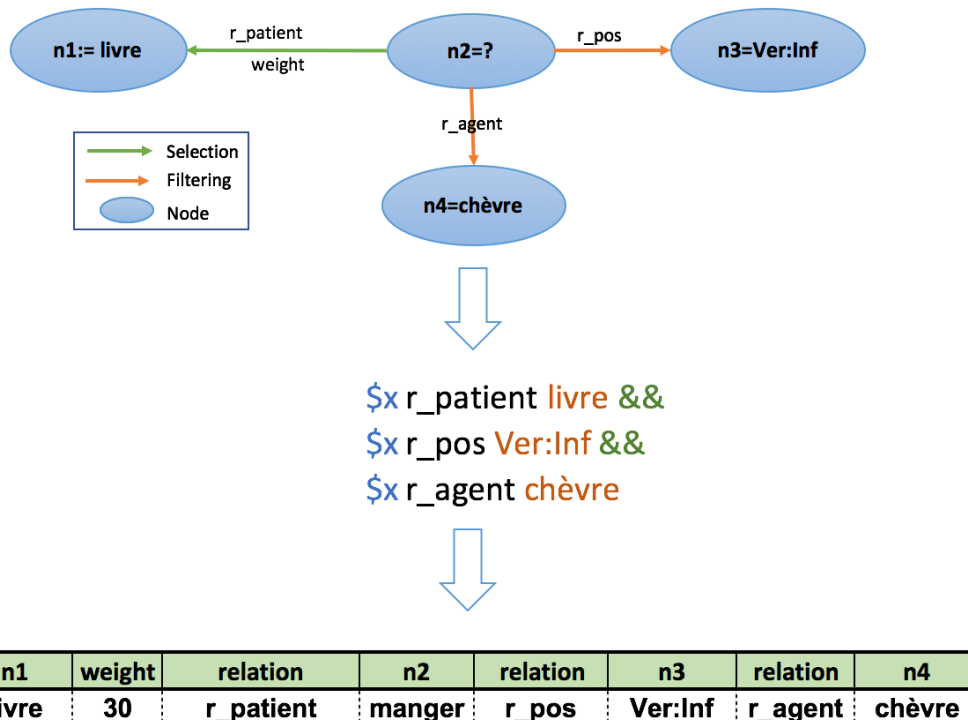 n1:= livre
r_patient
weight
n2=?
r_pos
n3=Ver:Inf
r_agent
Selection
Filtering
Node
n4=chèvre
$x r_patient livre &&
$x r_pos Ver:Inf &&
$x r_agent chèvre
n1 weight relation n2 relation n3 relation n4
ivre 30 r_patient manger r_pos Ver:Inf r_agent chèvre